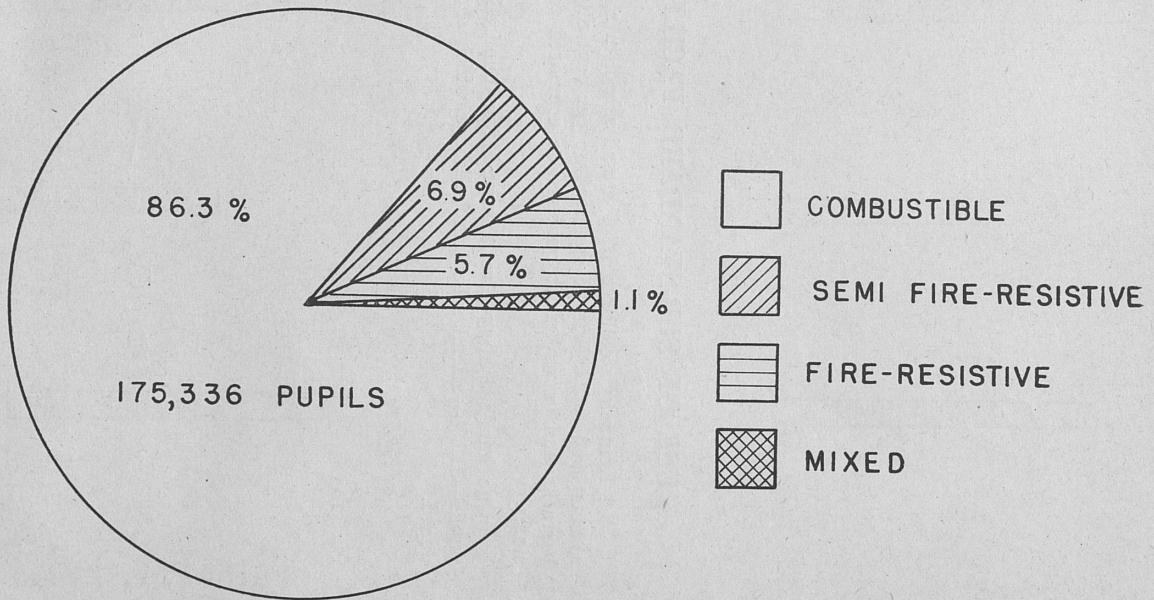 86.3 %
6.9 %
5.7 %
1.1 %
175,336 PUPILS
COMBUSTIBLE
SEMI FIRE-RESISTIVE
FIRE-RESISTIVE
MIXED